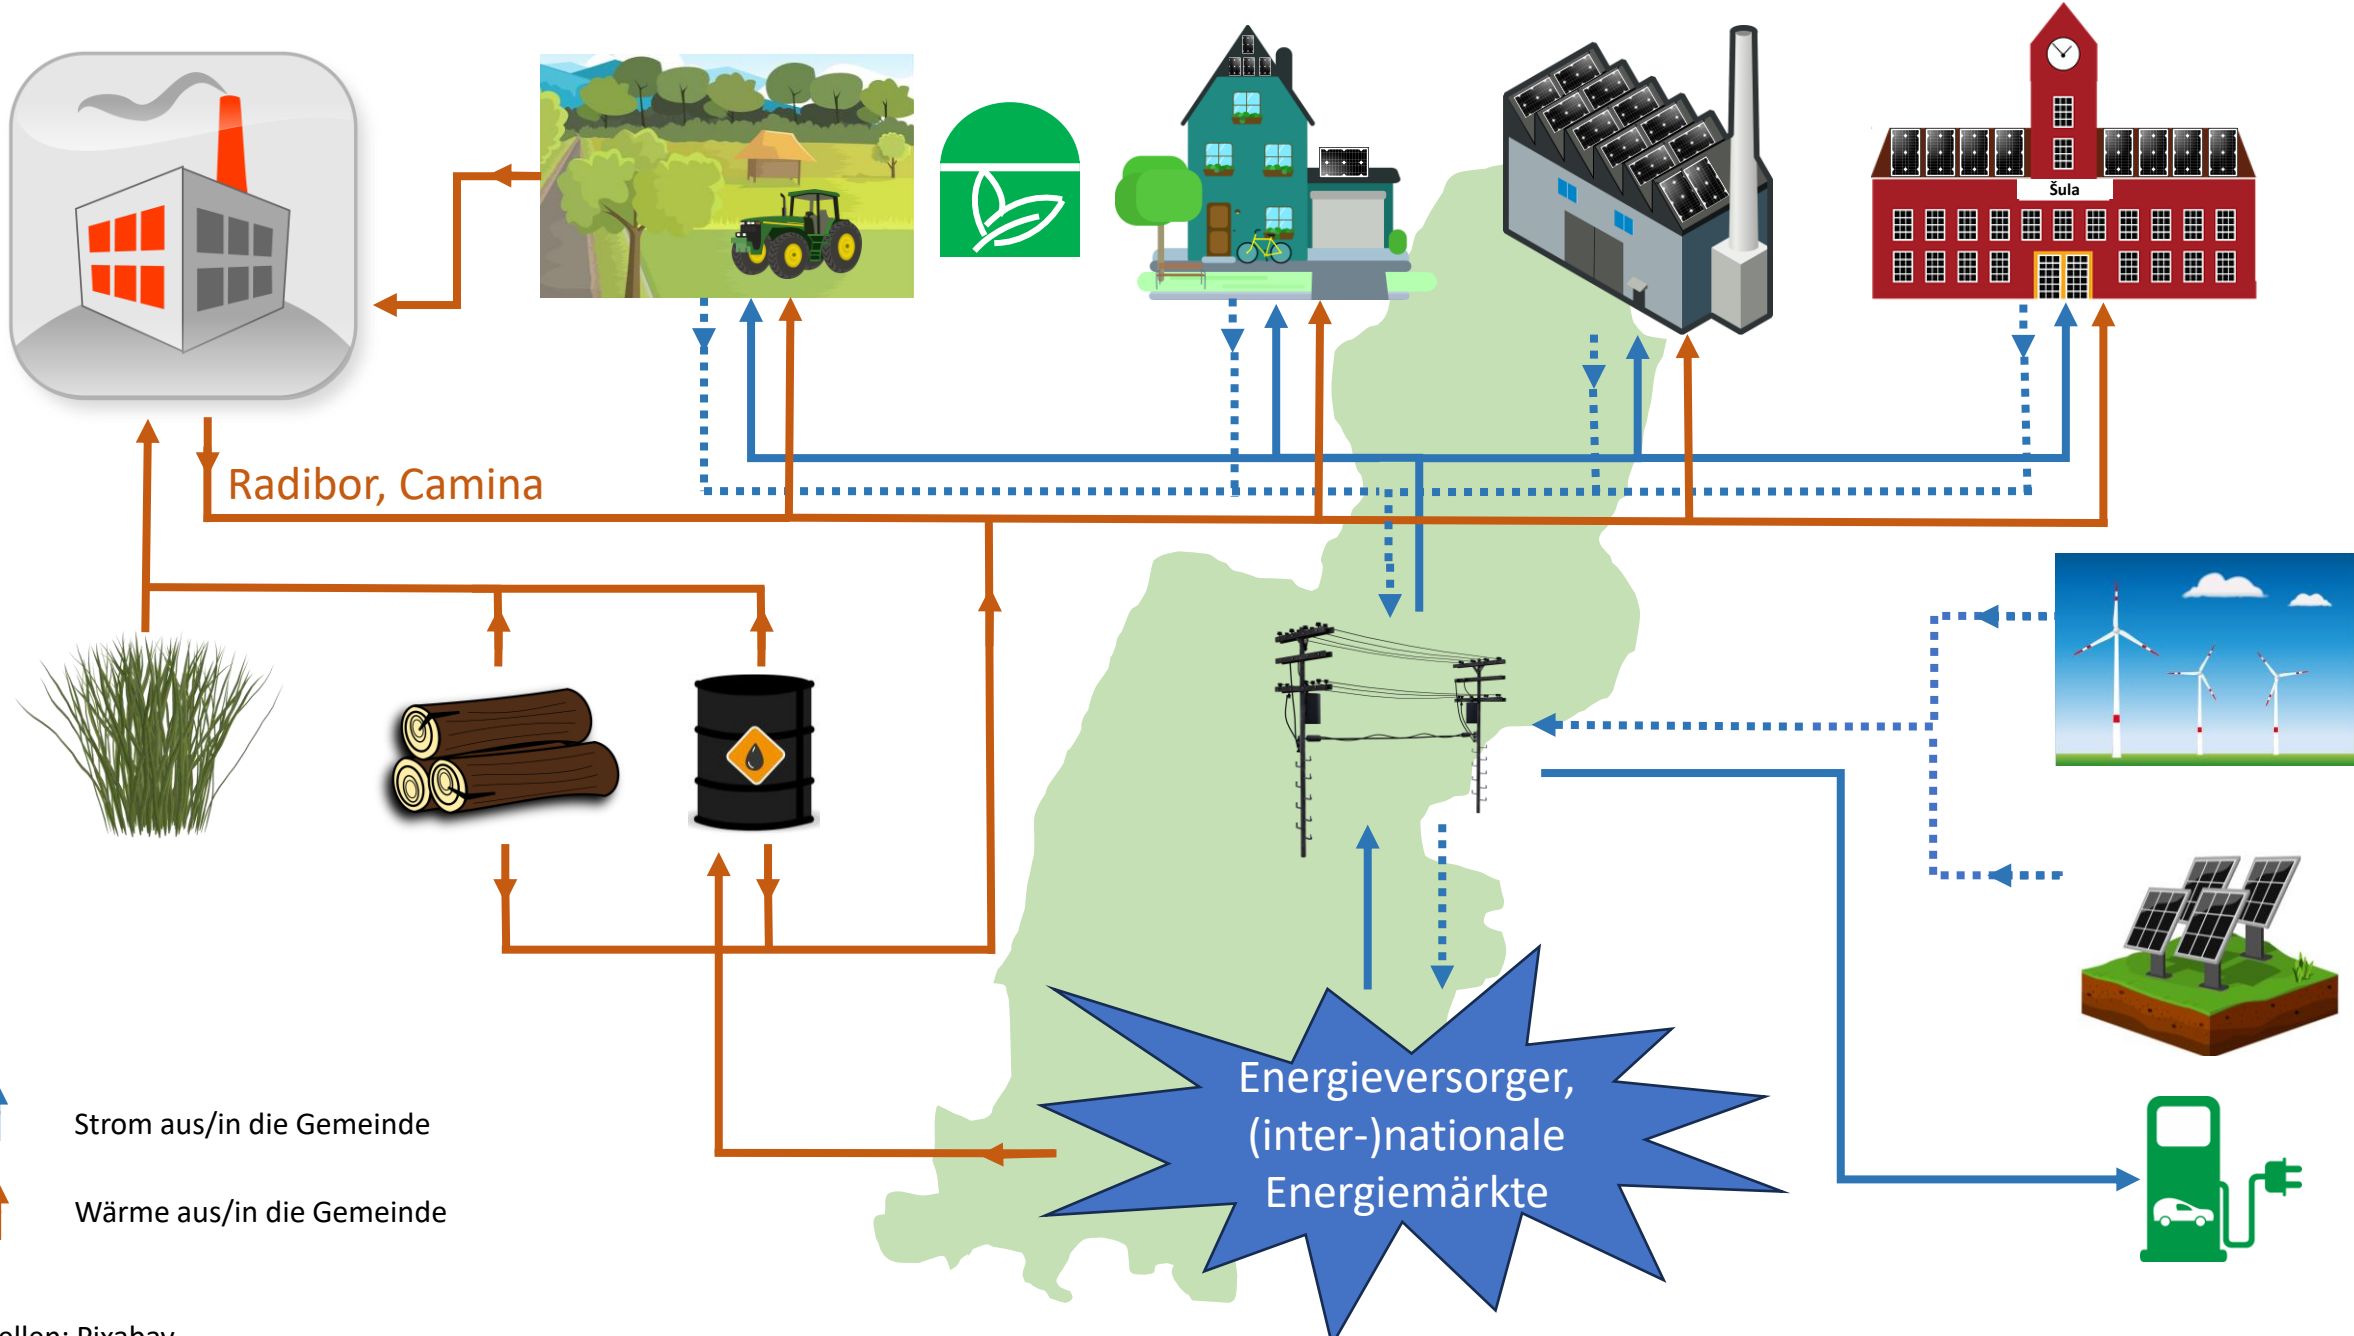 Šula
Radibor, Camina
Energieversorger,
(inter-)nationale
Energiemärkte
Strom aus/in die Gemeinde
Wärme aus/in die Gemeinde